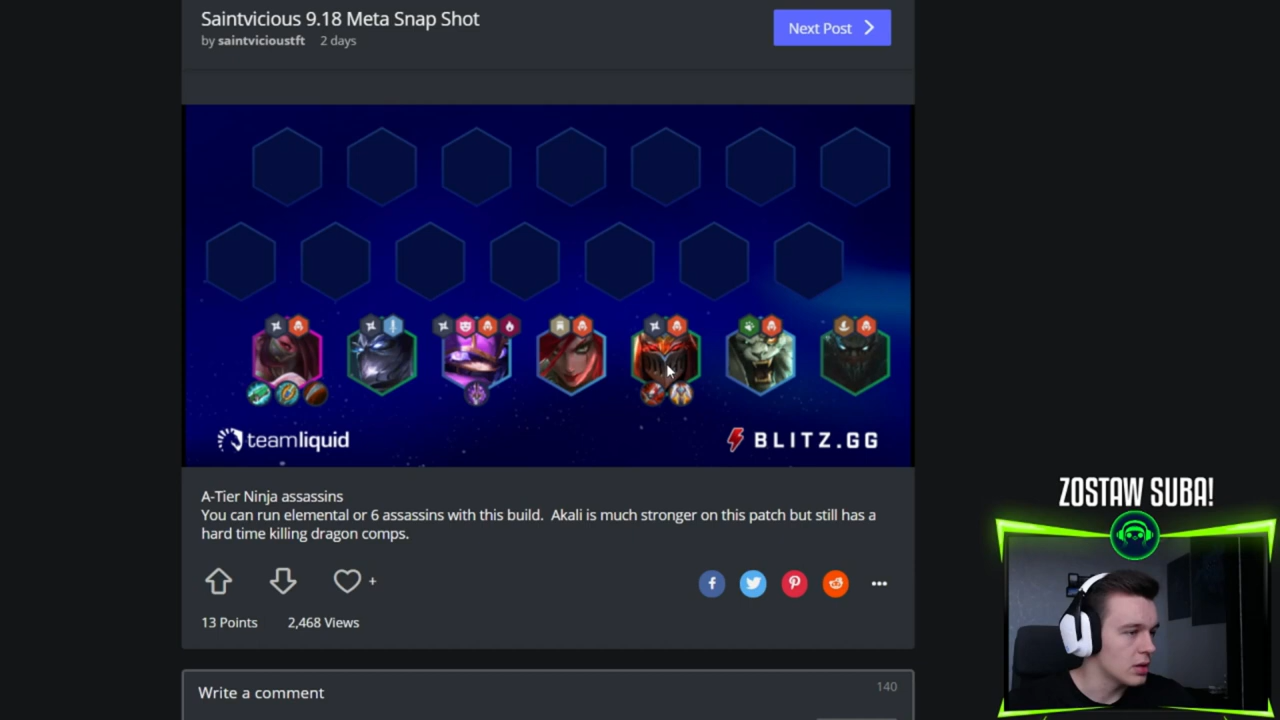 Saintvicious 9.18 Meta Snap Shot
by saintvicioustft 2 days
Next Post
teamliquid
BLITZ.GG
A-Tier Ninja assassins
You can run elemental or 6 assassins with this build. Akali is much stronger on this patch but still has a
hard time killing dragon comps.
13 Points 2,468 Views
Write a comment
140
ZOSTAW SUBA!